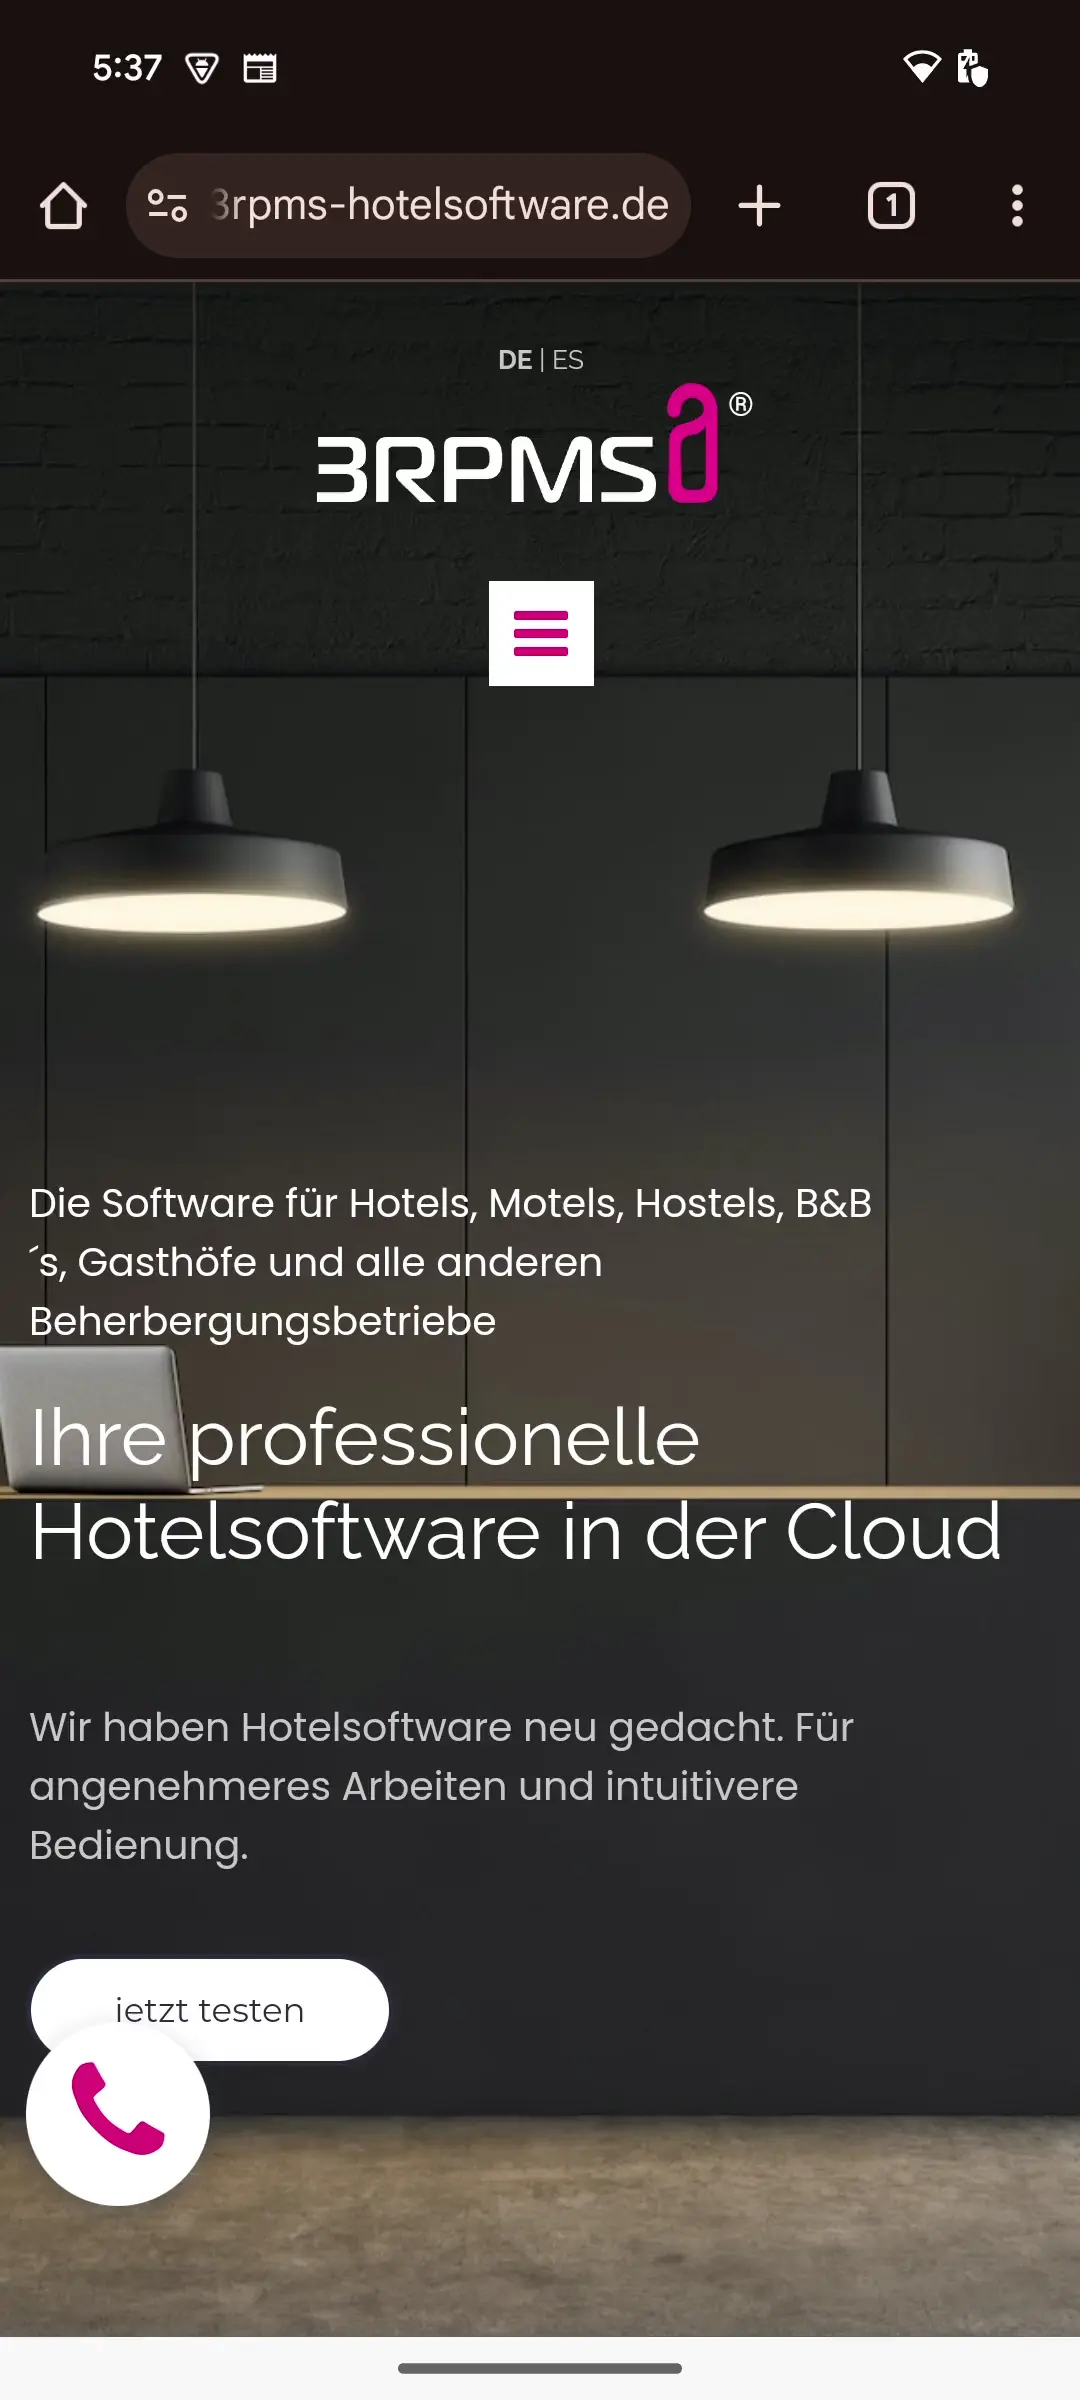 5:37
3rpms-hotelsoftware.de
1
DE | ES
3RPMS®
Die Software für Hotels, Motels, Hostels, B&B
´s, Gasthöfe und alle anderen
Beherbergungsbetriebe
Ihre professionelle
Hotelsoftware in der Cloud
Wir haben Hotelsoftware neu gedacht. Für
angenehmeres Arbeiten und intuitivere
Bedienung.
jetzt testen